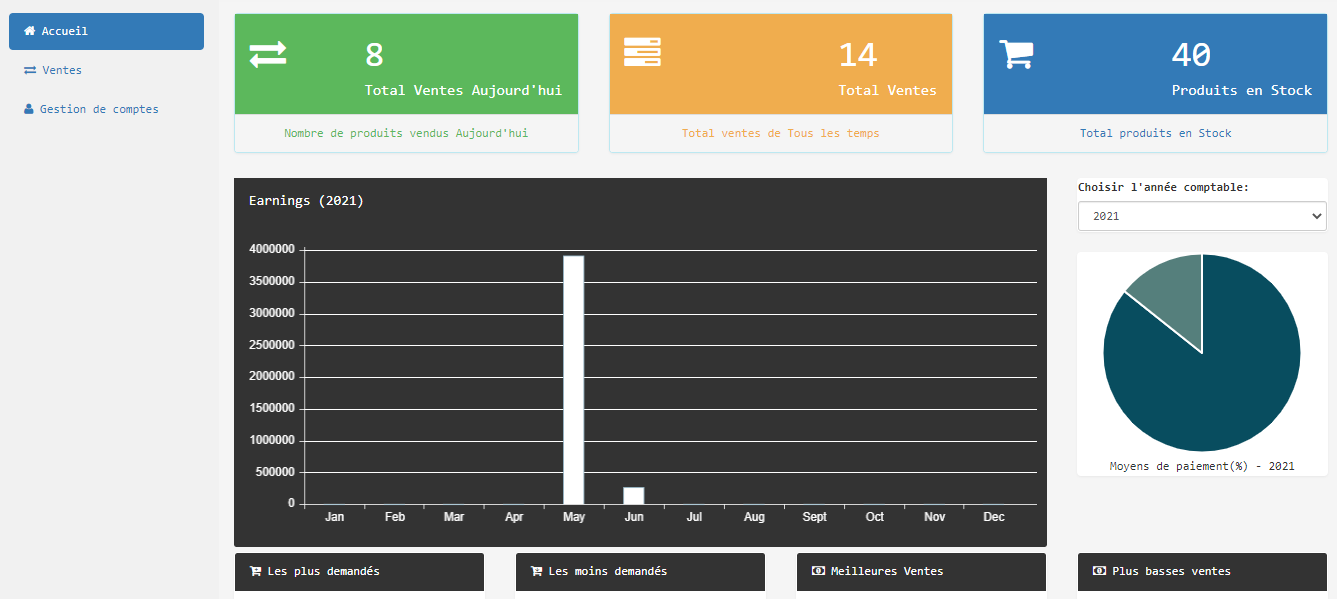 Accueil
Ventes
Gestion de comptes
8
Total Ventes Aujourd'hui
Nombre de produits vendus Aujourd'hui
14
Total Ventes
Total ventes de Tous les temps
40
Produits en Stock
Total produits en Stock
Earnings (2021)
4000000
3500000
3000000
2500000
2000000
1500000
1000000
500000
0
Jan Feb Mar Apr May Jun Jul Aug Sept Oct Nov Dec
Choisir l'année comptable:
2021
Moyens de paiement(%) - 2021
Les plus demandés
Les moins demandés
Meilleures Ventes
Plus basses ventes